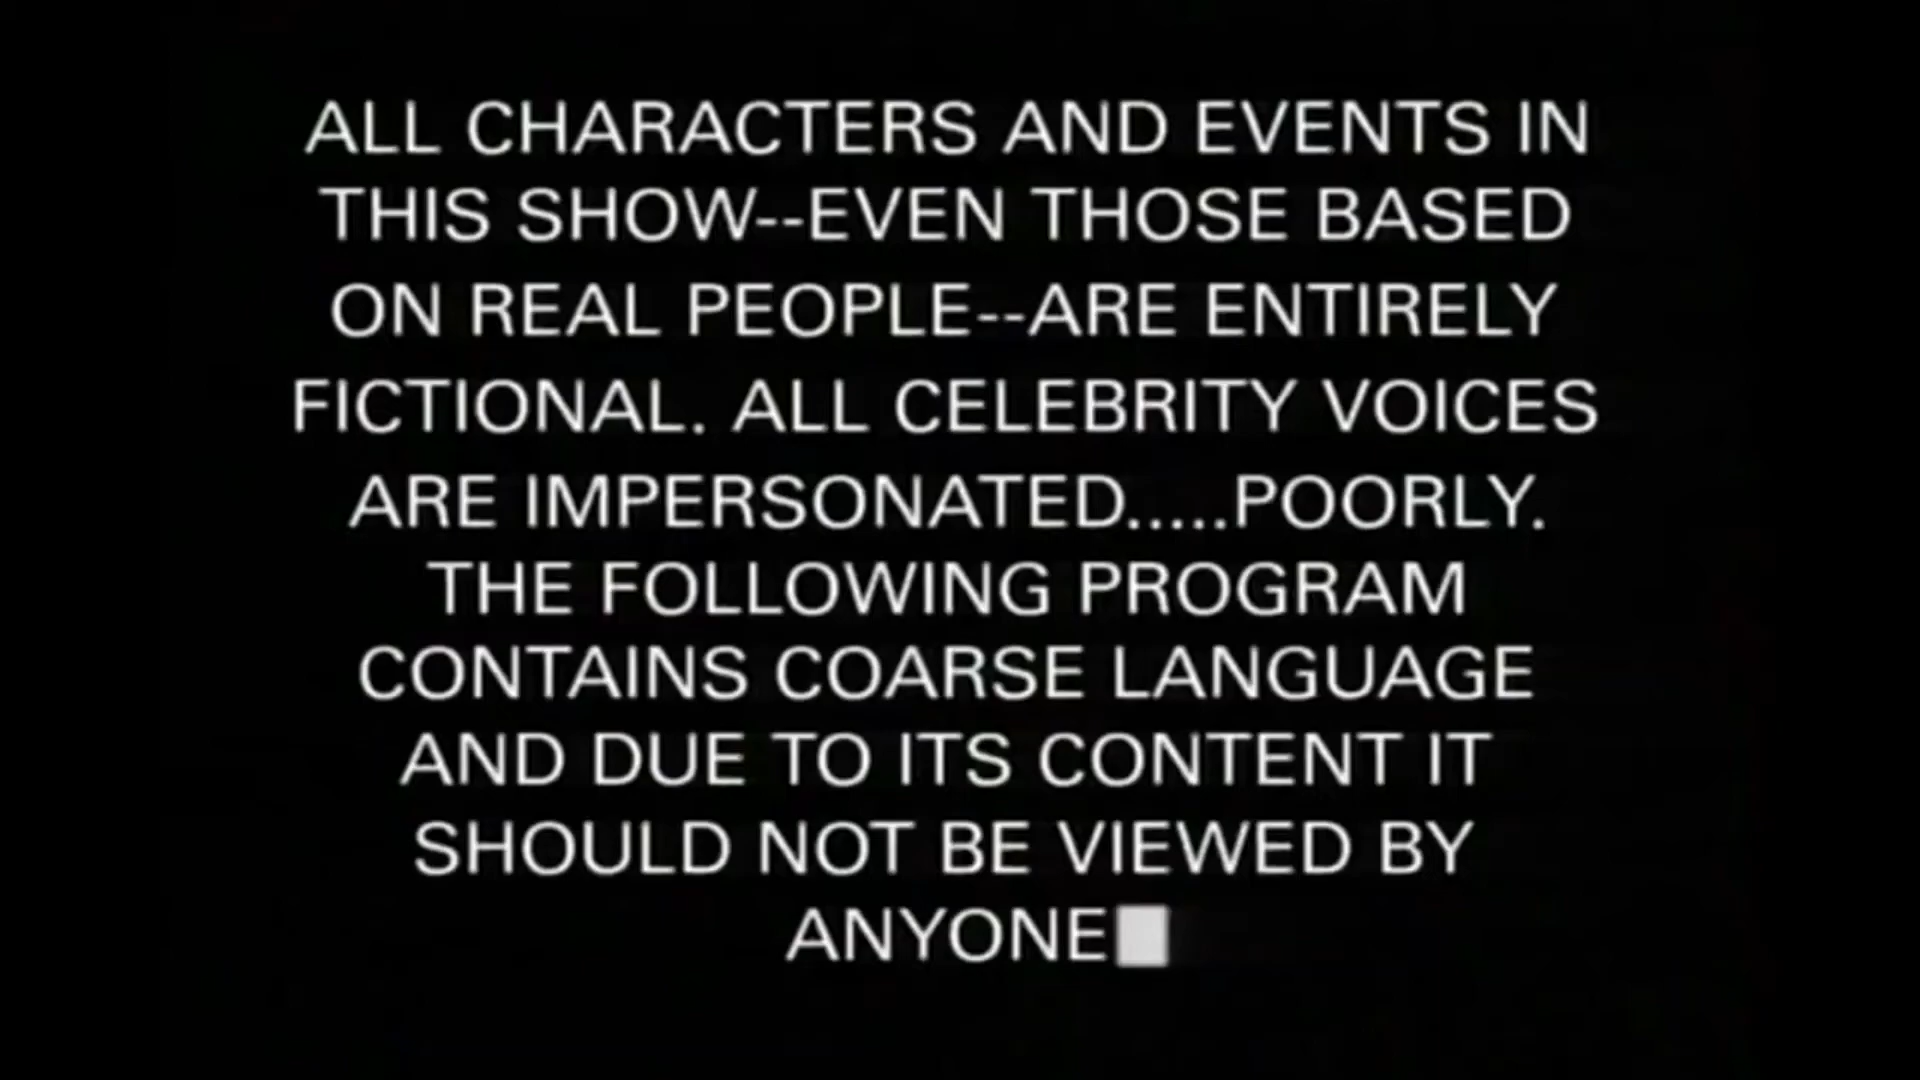 ALL CHARACTERS AND EVENTS IN
THIS SHOW--EVEN THOSE BASED
ON REAL PEOPLE--ARE ENTIRELY
FICTIONAL. ALL CELEBRITY VOICES
ARE IMPERSONATED.....POORLY.
THE FOLLOWING PROGRAM
CONTAINS COARSE LANGUAGE
AND DUE TO ITS CONTENT IT
SHOULD NOT BE VIEWED BY
ANYONE